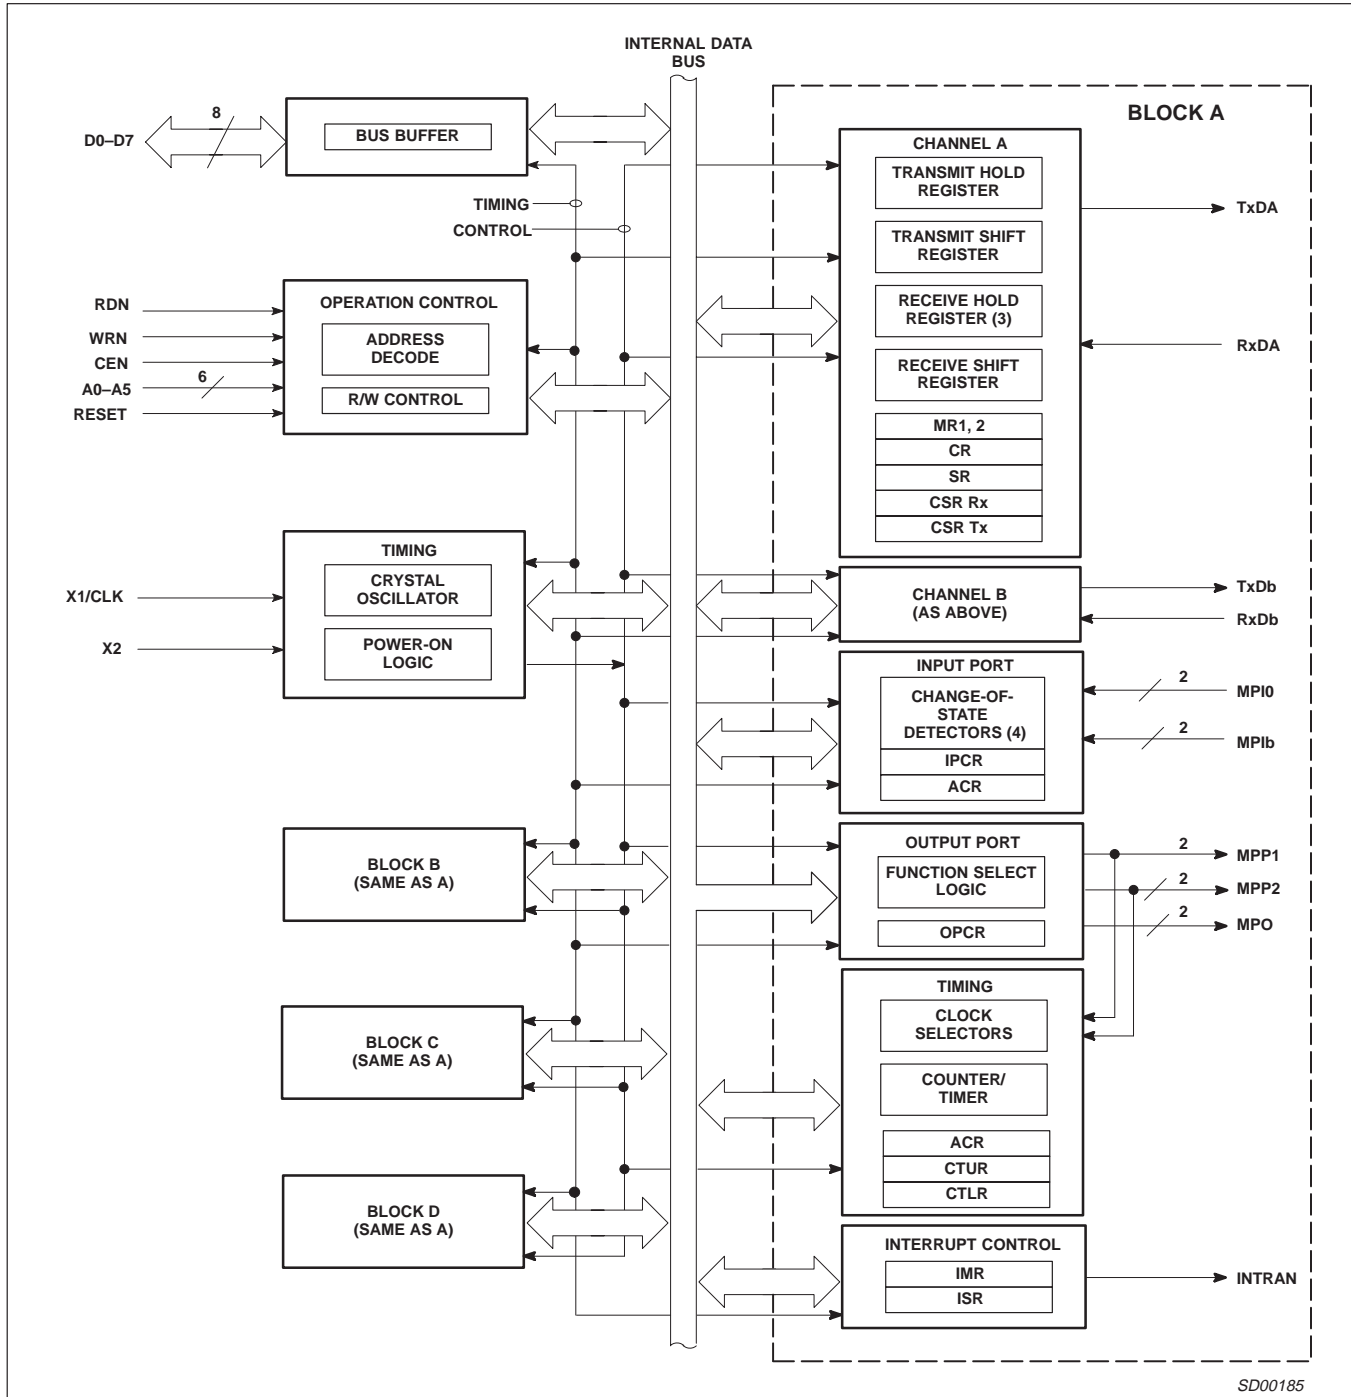 INTERNAL DATA
BUS
D0–D7
8
BUS BUFFER
TIMING
CONTROL
RDN
WRN
CEN
A0–A5
6
RESET
OPERATION CONTROL
ADDRESS
DECODE
R/W CONTROL
X1/CLK
X2
TIMING
CRYSTAL
OSCILLATOR
POWER-ON
LOGIC
BLOCK B
(SAME AS A)
BLOCK C
(SAME AS A)
BLOCK D
(SAME AS A)
BLOCK A
CHANNEL A
TRANSMIT HOLD
REGISTER
TRANSMIT SHIFT
REGISTER
RECEIVE HOLD
REGISTER (3)
RECEIVE SHIFT
REGISTER
MR1, 2
CR
SR
CSR Rx
CSR Tx
TxDA
RxDA
CHANNEL B
(AS ABOVE)
TxDb
RxDb
INPUT PORT
CHANGE-OF-
STATE
DETECTORS (4)
IPCR
ACR
2
MPI0
2
MPIb
OUTPUT PORT
FUNCTION SELECT
LOGIC
OPCR
2
MPP1
2
MPP2
2
MPO
TIMING
CLOCK
SELECTORS
COUNTER/
TIMER
ACR
CTUR
CTLR
INTERRUPT CONTROL
IMR
ISR
INTRAN
SD00185